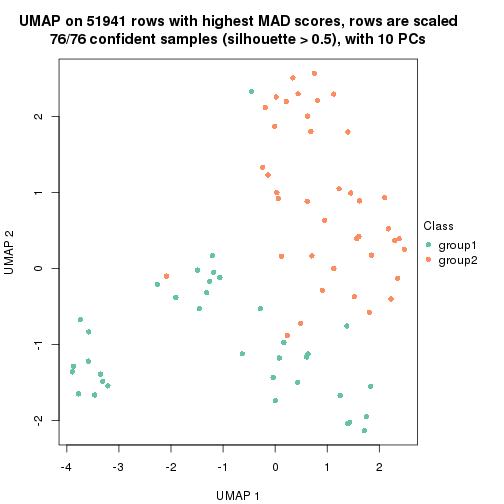 UMAP on 51941 rows with highest MAD scores, rows are scaled
76/76 confident samples (silhouette > 0.5), with 10 PCs
2
1
0
-1
-2
UMAP 2
-4
-3
-2
-1
0
1
2
UMAP 1
Class
group1
group2